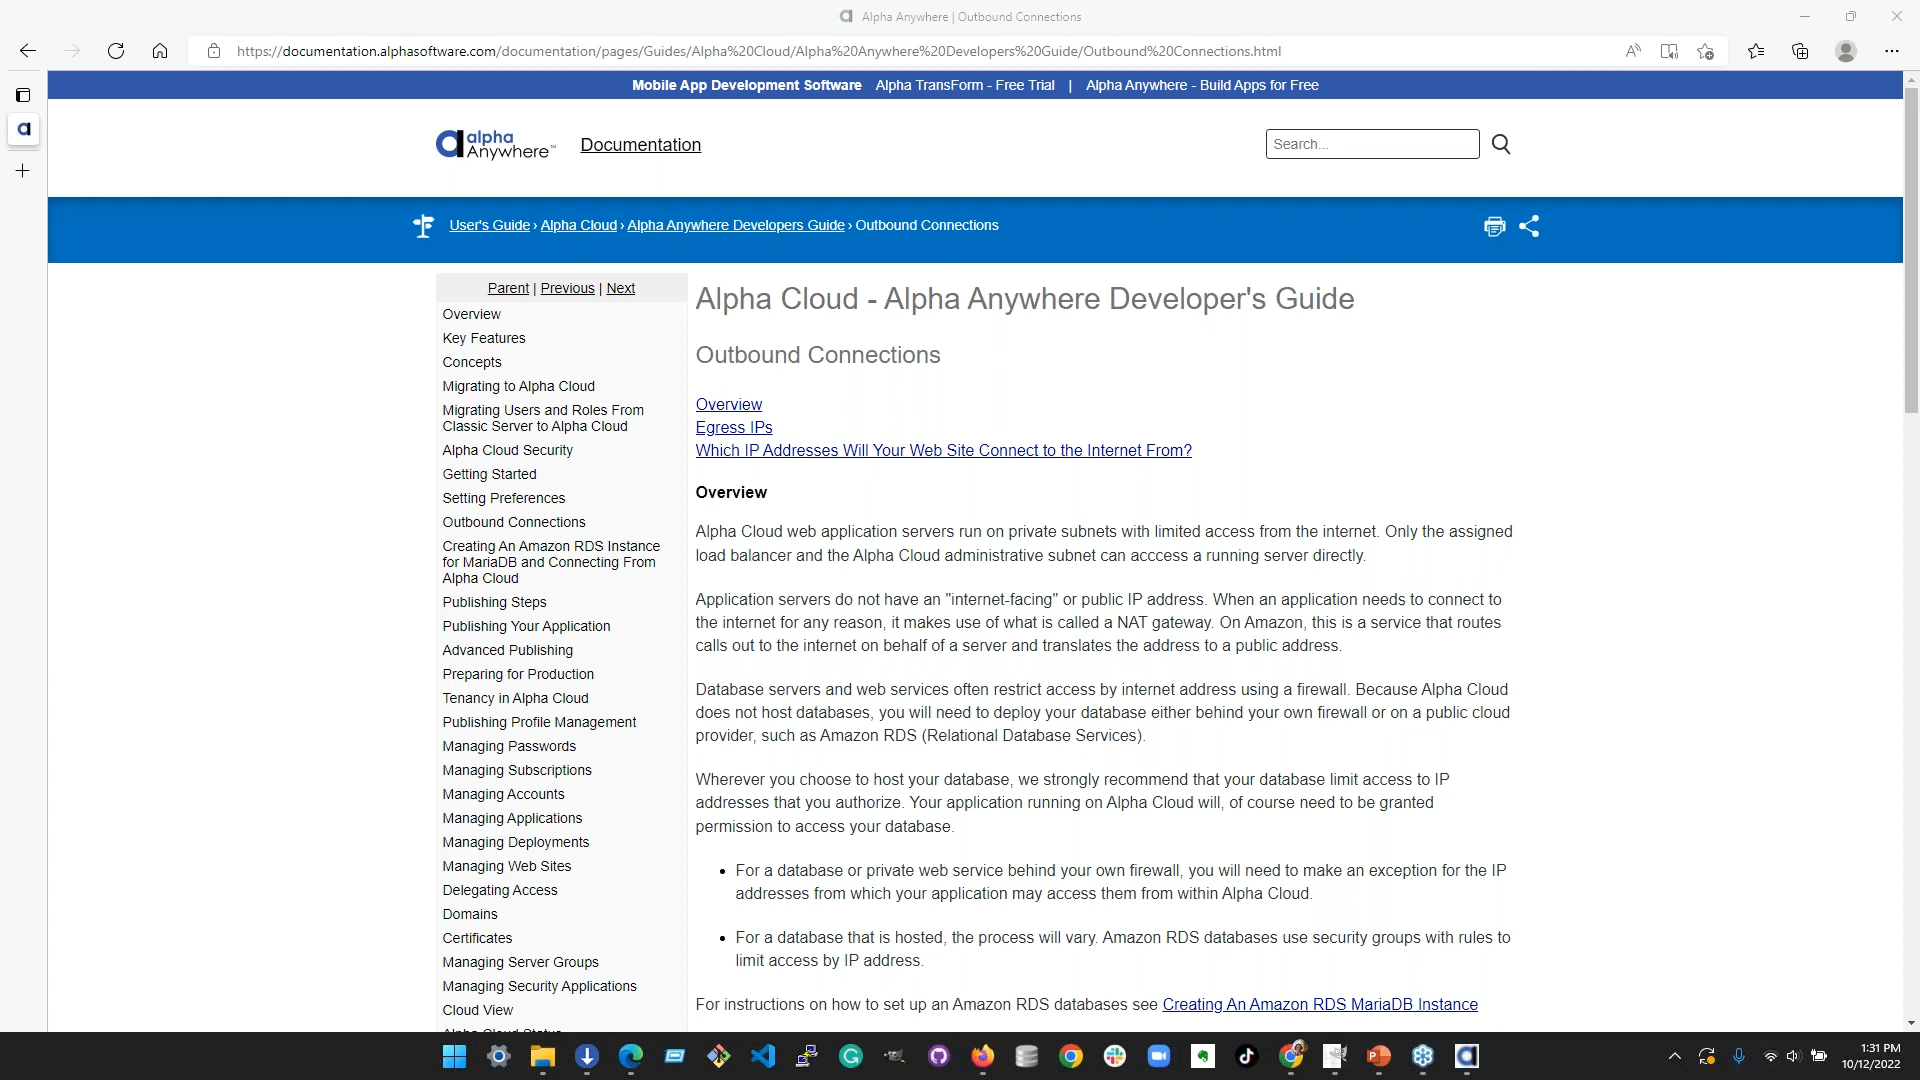 Alpha Anywhere | Outbound Connections
https://documentation.alphasoftware.com/documentation/pages/Guides/Alpha%20Cloud/Alpha%20Anywhere%20Developers%20Guide/Outbound%20Connections.html
Mobile App Development Software Alpha TransForm - Free Trial | Alpha Anywhere - Build Apps for Free
alpha Anywhere™ Documentation
Search...
User's Guide › Alpha Cloud › Alpha Anywhere Developers Guide › Outbound Connections
Parent | Previous | Next
Overview
Key Features
Concepts
Migrating to Alpha Cloud
Migrating Users and Roles From
Classic Server to Alpha Cloud
Alpha Cloud Security
Getting Started
Setting Preferences
Outbound Connections
Creating An Amazon RDS Instance
for MariaDB and Connecting From
Alpha Cloud
Publishing Steps
Publishing Your Application
Advanced Publishing
Preparing for Production
Tenancy in Alpha Cloud
Publishing Profile Management
Managing Passwords
Managing Subscriptions
Managing Accounts
Managing Applications
Managing Deployments
Managing Web Sites
Delegating Access
Domains
Certificates
Managing Server Groups
Managing Security Applications
Cloud View
Alpha Cloud Status
Alpha Cloud - Alpha Anywhere Developer's Guide
Outbound Connections
Overview
Egress IPs
Which IP Addresses Will Your Web Site Connect to the Internet From?
Overview
Alpha Cloud web application servers run on private subnets with limited access from the internet. Only the assigned
load balancer and the Alpha Cloud administrative subnet can acccess a running server directly.
Application servers do not have an "internet-facing" or public IP address. When an application needs to connect to
the internet for any reason, it makes use of what is called a NAT gateway. On Amazon, this is a service that routes
calls out to the internet on behalf of a server and translates the address to a public address.
Database servers and web services often restrict access by internet address using a firewall. Because Alpha Cloud
does not host databases, you will need to deploy your database either behind your own firewall or on a public cloud
provider, such as Amazon RDS (Relational Database Services).
Wherever you choose to host your database, we strongly recommend that your database limit access to IP
addresses that you authorize. Your application running on Alpha Cloud will, of course need to be granted
permission to access your database.
• For a database or private web service behind your own firewall, you will need to make an exception for the IP
addresses from which your application may access them from within Alpha Cloud.
• For a database that is hosted, the process will vary. Amazon RDS databases use security groups with rules to
limit access by IP address.
For instructions on how to set up an Amazon RDS databases see Creating An Amazon RDS MariaDB Instance
1:31 PM
10/12/2022